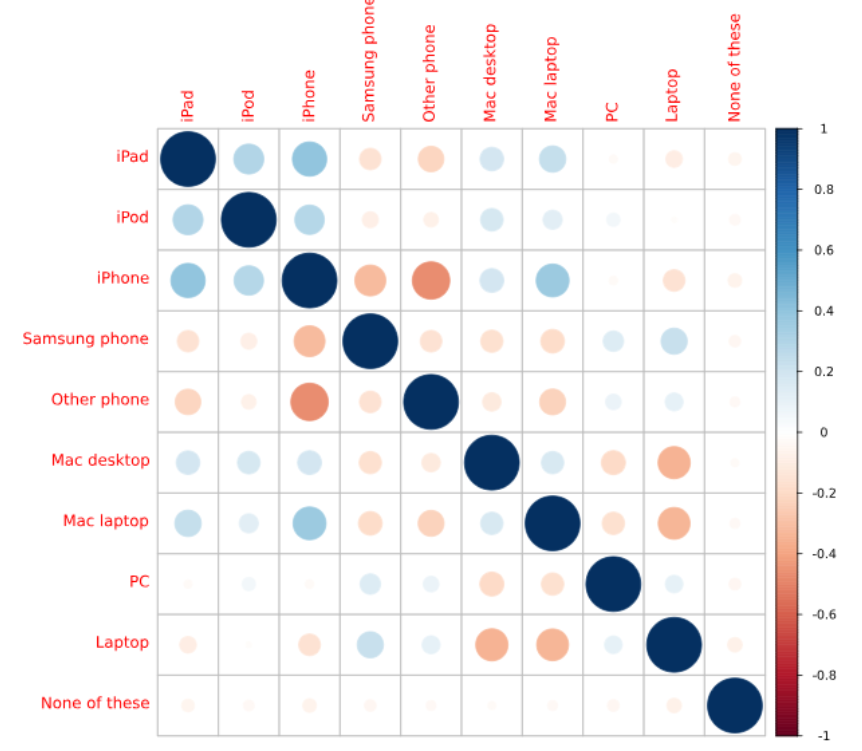 iPad
iPod
iPhone
Samsung phone
Other phone
Mac desktop
Mac laptop
PC
Laptop
None of these
iPad
iPod
iPhone
Samsung phone
Other phone
Mac desktop
Mac laptop
PC
Laptop
None of these
1
0.8
0.6
0.4
0.2
0
-0.2
-0.4
-0.6
-0.8
-1